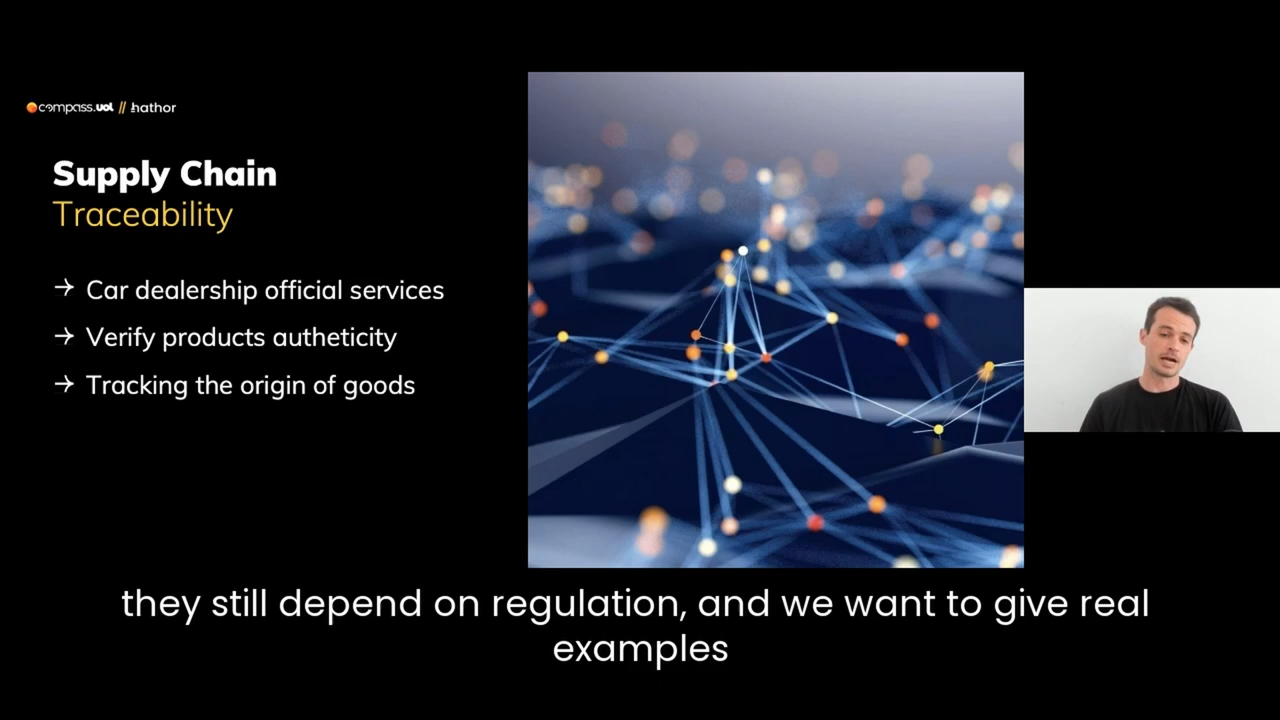 compass.uol // hathor
Supply Chain
Traceability
→ Car dealership official services
→ Verify products autheticity
→ Tracking the origin of goods
they still depend on regulation, and we want to give real
examples